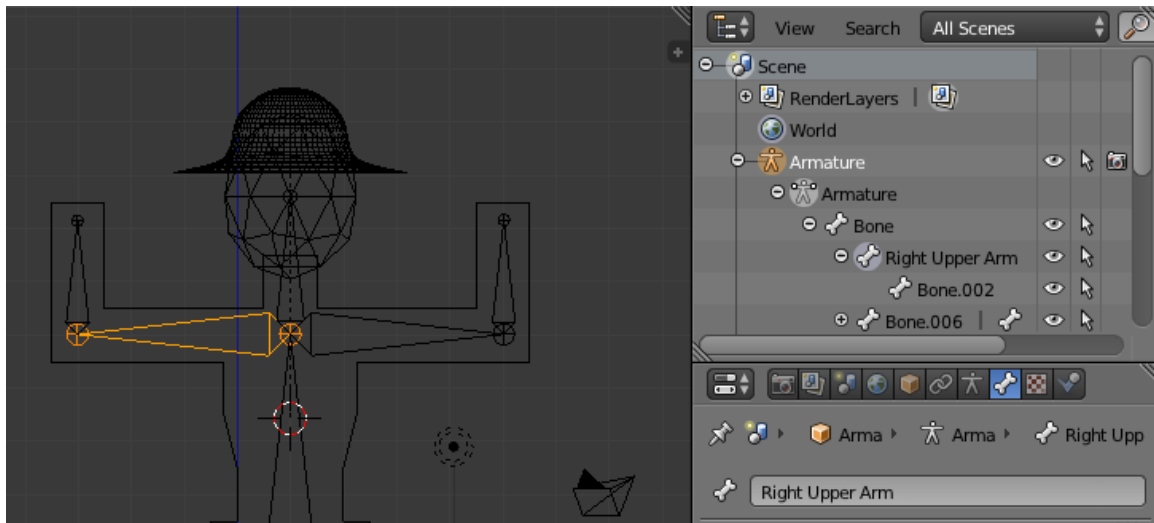 View Search All Scenes
Scene
RenderLayers
World
Armature
Armature
Bone
Right Upper Arm
Bone.002
Bone.006
Arma Arma Right Upp
Right Upper Arm